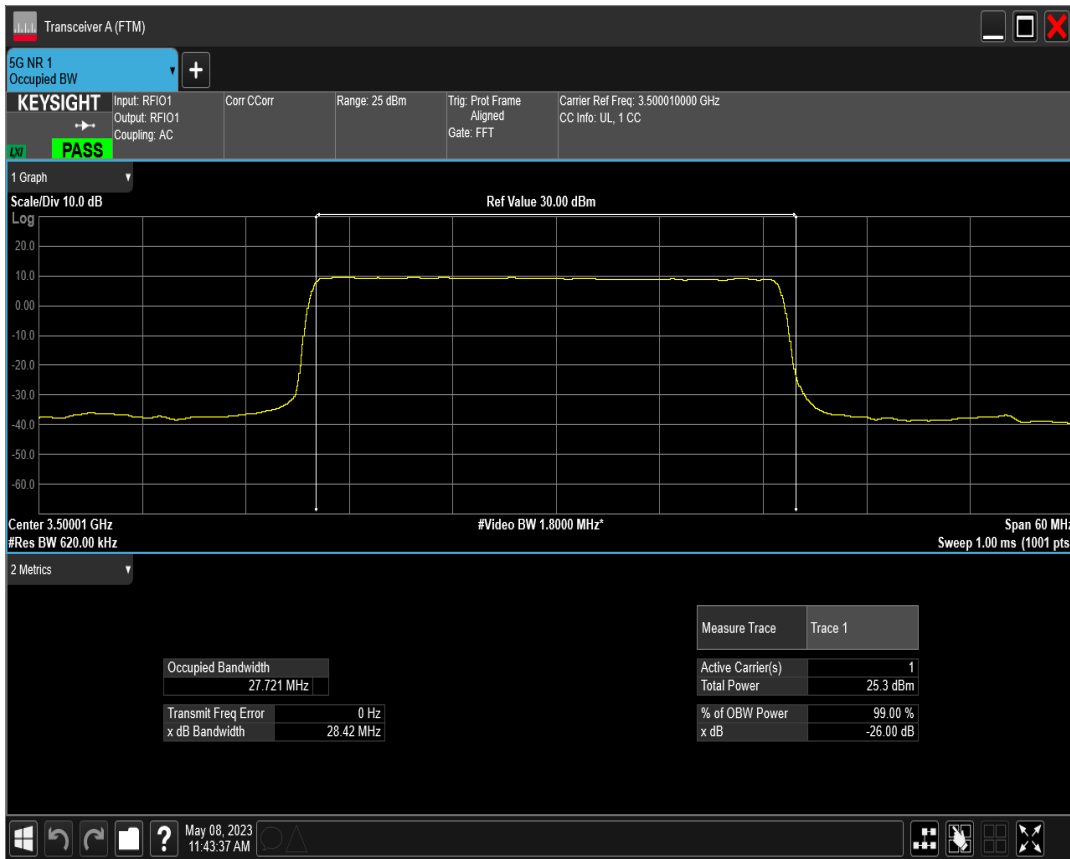 Transceiver A (FTM)
5G NR 1
Occupied BW
+
KEYSIGHT
LXI
PASS
Input: RFIO1
Output: RFIO1
Coupling: AC
Corr CCorr
Range: 25 dBm
Trig: Prot Frame
Aligned
Gate: FFT
Carrier Ref Freq: 3.500010000 GHz
CC Info: UL, 1 CC
1 Graph
Scale/Div 10.0 dB
Ref Value 30.00 dBm
Log
20.0
10.0
0.00
-10.0
-20.0
-30.0
-40.0
-50.0
-60.0
Center 3.50001 GHz
#Video BW 1.8000 MHz*
Span 60 MHz
#Res BW 620.00 kHz
Sweep 1.00 ms (1001 pts
2 Metrics
Measure Trace Trace 1
Occupied Bandwidth
27.721 MHz
Active Carrier(s) 1
Total Power 25.3 dBm
Transmit Freq Error 0 Hz
x dB Bandwidth 28.42 MHz
% of OBW Power 99.00 %
x dB -26.00 dB
?
May 08, 2023
11:43:37 AM